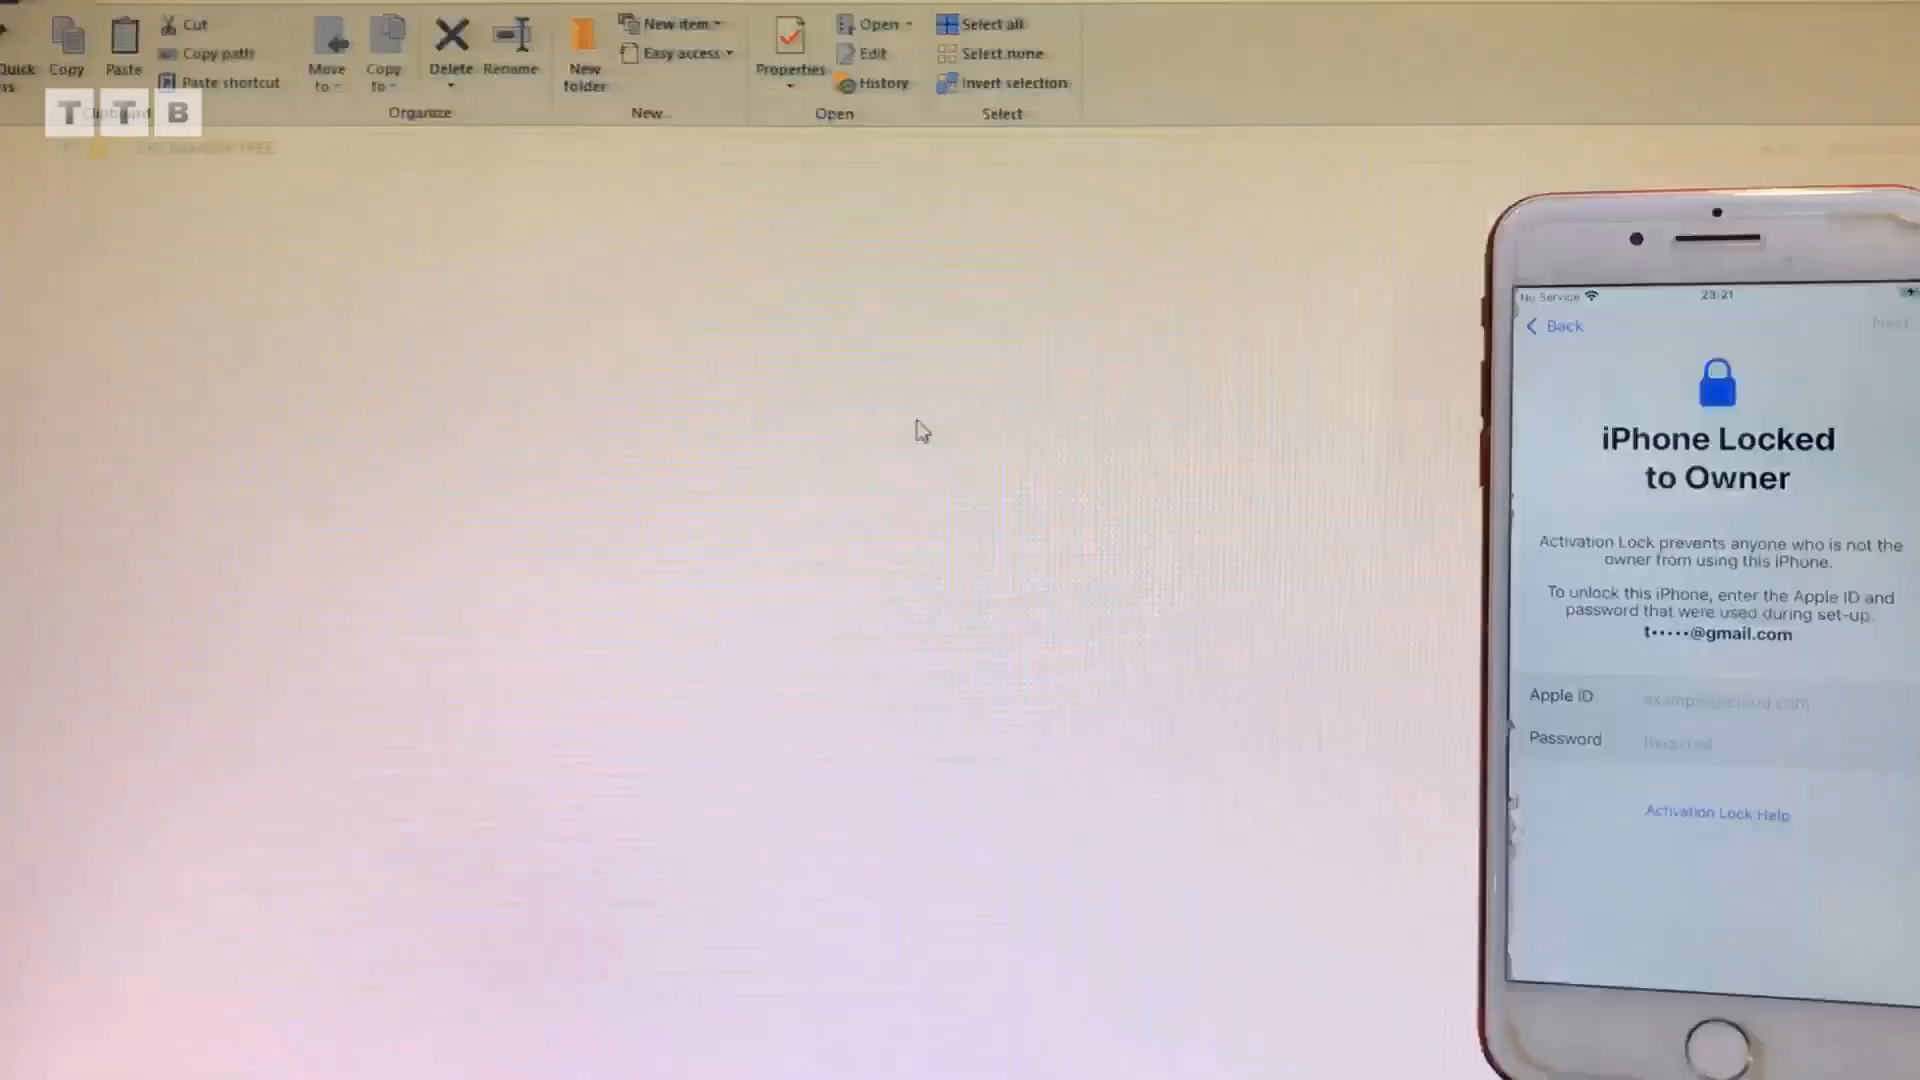 Cut
Copy path
Paste shortcut
Quick
Copy
Paste
Move
to
Copy
to
Delete
Rename
Organize
New
folder
New item
Easy access
New
Properties
Open
Edit
History
Open
Select all
Select none
Invert selection
Select
T T B
No Service
23:21
Back
Next
iPhone Locked
to Owner
Activation Lock prevents anyone who is not the
owner from using this iPhone.
To unlock this iPhone, enter the Apple ID and
password that were used during set-up.
t•••••@gmail.com
Apple ID
example@icloud.com
Password
Required
Activation Lock Help